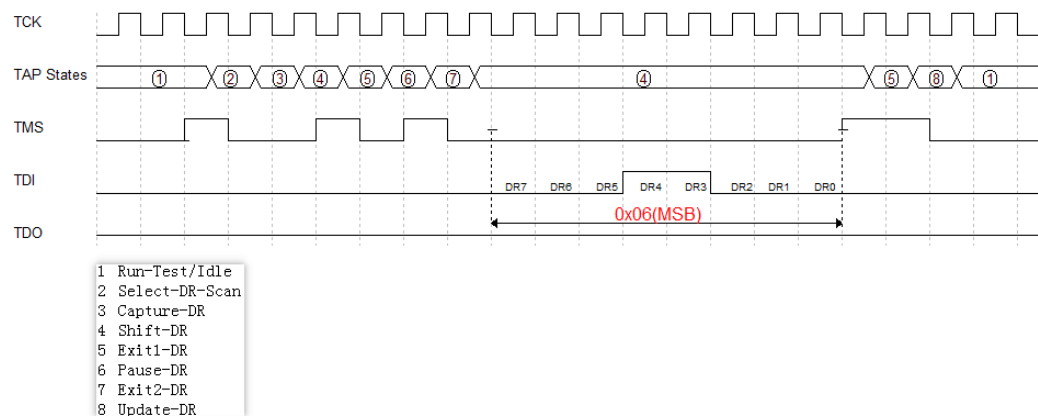 TCK
TAP States ① ② ③ ④ ⑤ ⑥ ⑦ ④ ⑤ ⑧ ①
TMS
TDI DR7 DR6 DR5 DR4 DR3 DR2 DR1 DR0
0x06(MSB)
TDO
1 Run-Test/Idle
2 Select-DR-Scan
3 Capture-DR
4 Shift-DR
5 Exit1-DR
6 Pause-DR
7 Exit2-DR
8 Update-DR